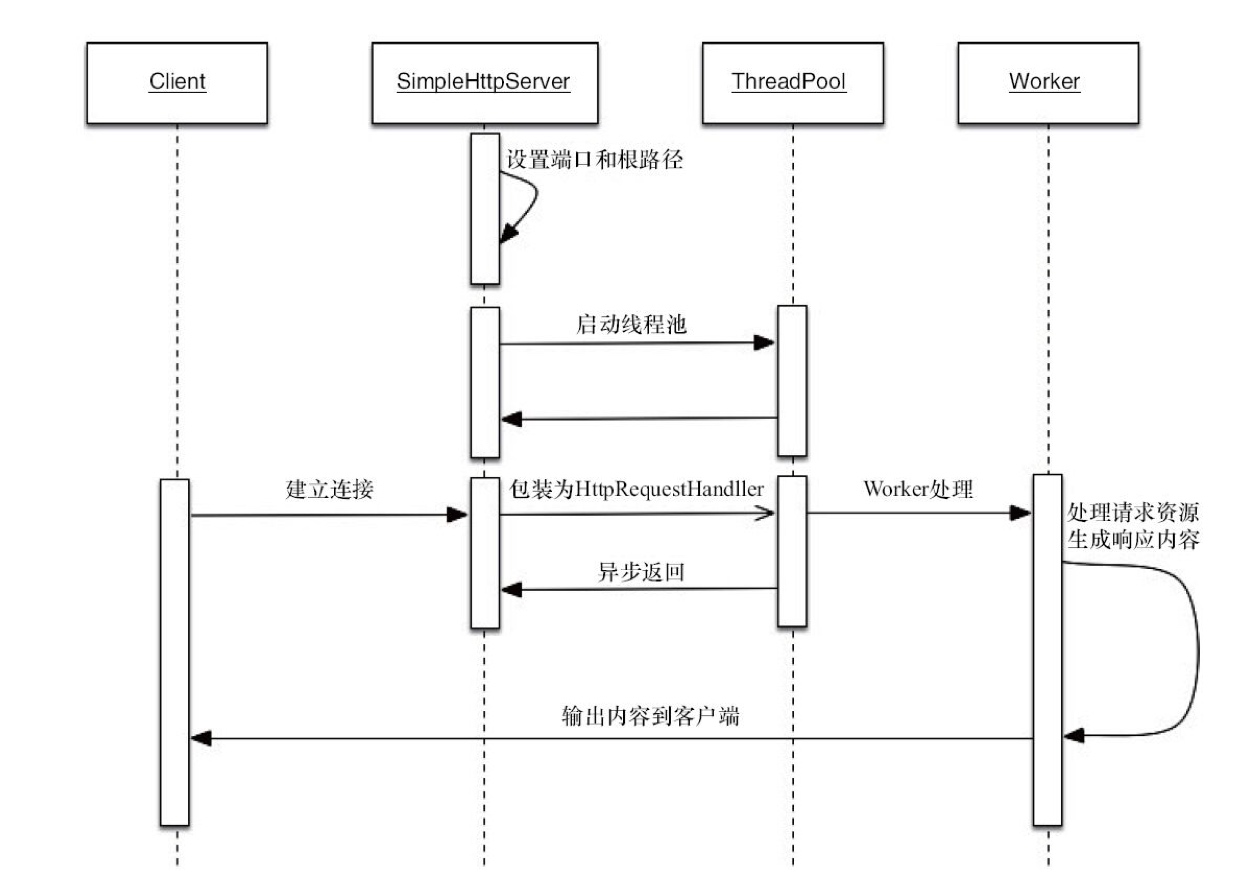 Client
SimpleHttpServer
ThreadPool
Worker
设置端口和根路径
启动线程池
建立连接
包装为HttpRequestHandller
Worker处理
处理请求资源
生成响应内容
异步返回
输出内容到客户端